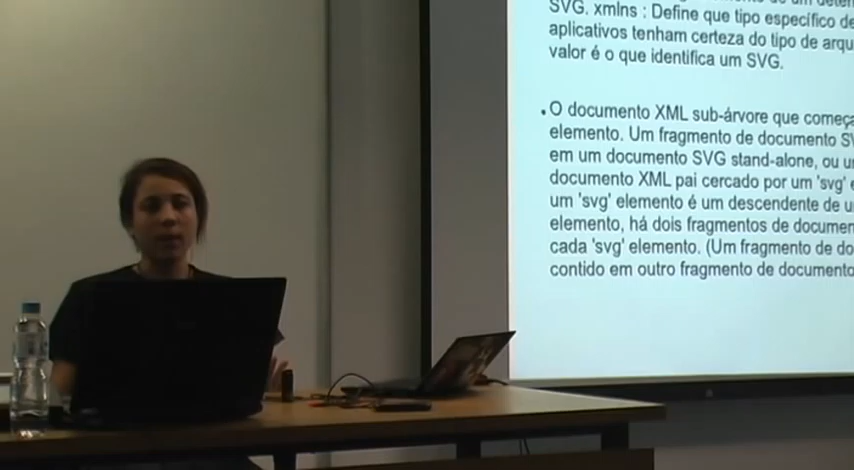 SVG. xmlns : Define que tipo específico de
aplicativos tenham certeza do tipo de arqu
valor é o que identifica um SVG.
•O documento XML sub-árvore que começa
elemento. Um fragmento de documento SV
em um documento SVG stand-alone, ou u
documento XML pai cercado por um 'svg' e
um 'svg' elemento é um descendente de u
elemento, há dois fragmentos de documen
cada 'svg' elemento. (Um fragmento de do
contido em outro fragmento de documento